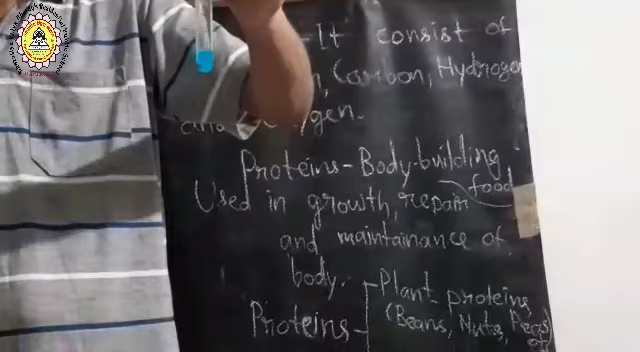 -It consist of
Carbon, Hydrogen
Proteins-Body-building
food
Used in growth, repair
and maintainance of
body.
Plant proteins
Proteins-
(Beans, Nuts, Peas)